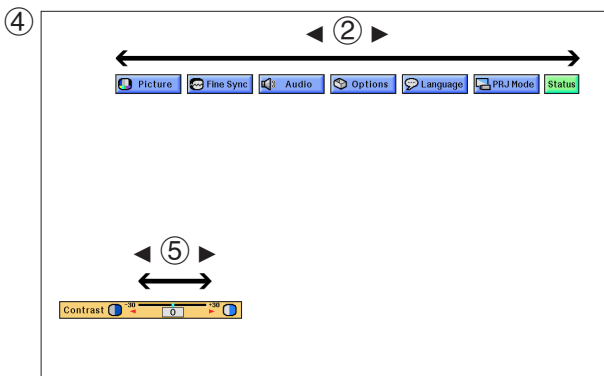 ④
◀ ② ▶
Picture Fine Sync Audio Options Language PRJ Mode Status
◀ ⑤ ▶
Contrast -30 0 +30